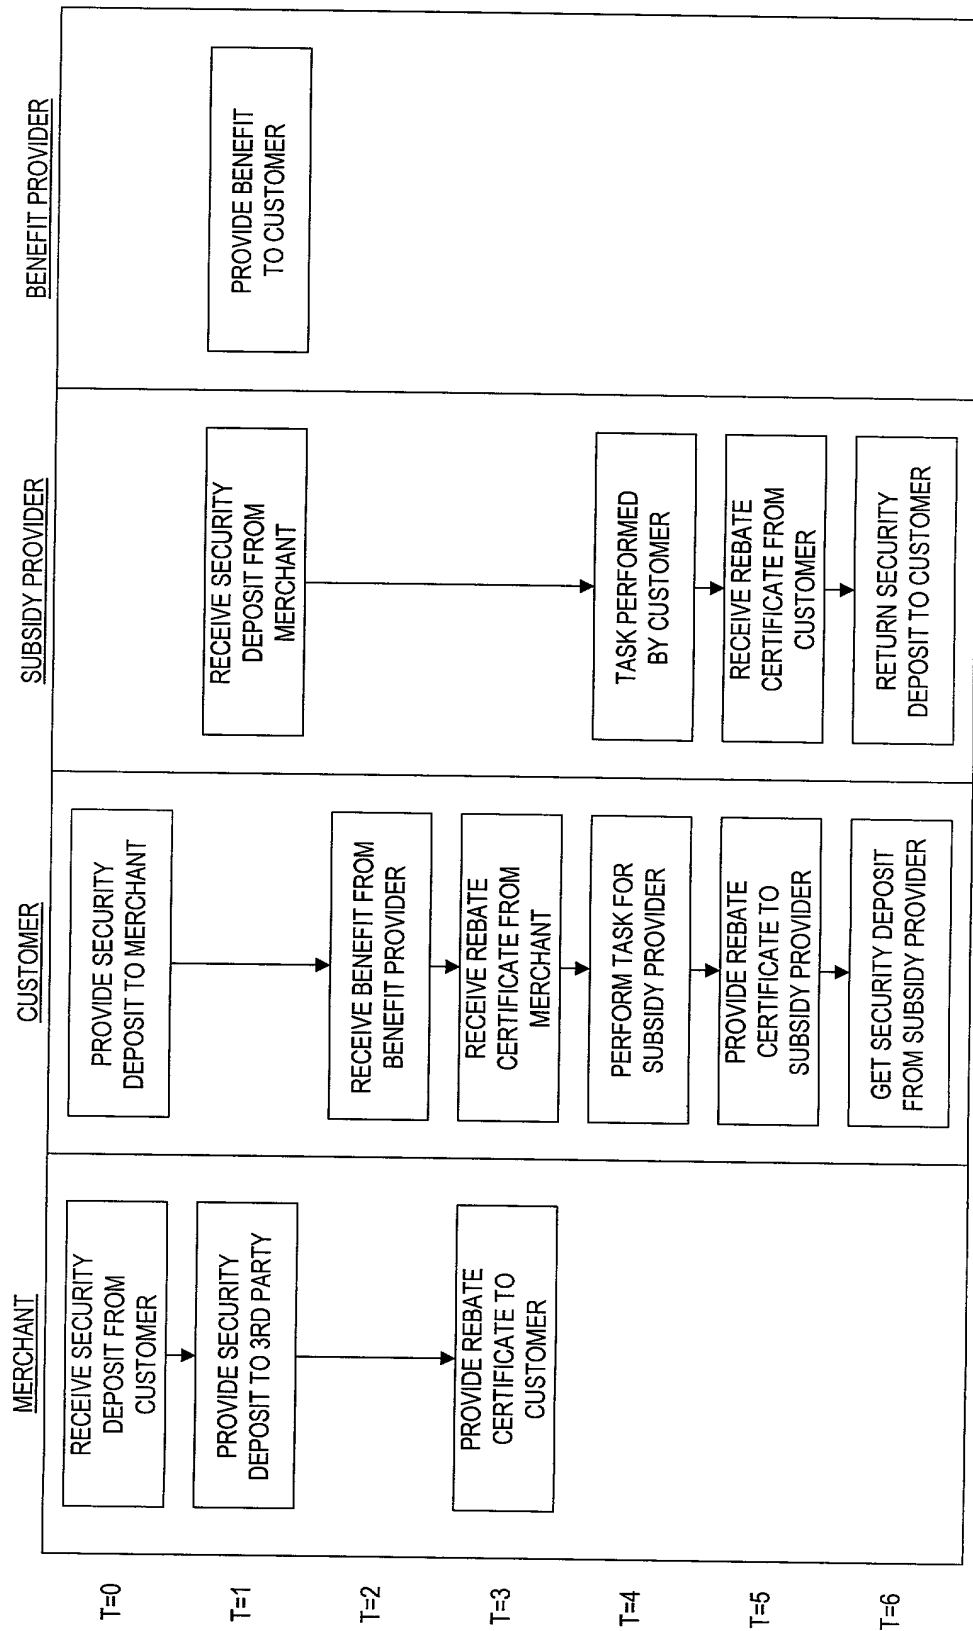 MERCHANT
CUSTOMER
SUBSIDY PROVIDER
BENEFIT PROVIDER
T=0
RECEIVE SECURITY
DEPOSIT FROM
CUSTOMER
PROVIDE SECURITY
DEPOSIT TO MERCHANT
T=1
PROVIDE SECURITY
DEPOSIT TO 3RD PARTY
RECEIVE SECURITY
DEPOSIT FROM
MERCHANT
PROVIDE BENEFIT
TO CUSTOMER
T=2
RECEIVE BENEFIT FROM
BENEFIT PROVIDER
T=3
PROVIDE REBATE
CERTIFICATE TO
CUSTOMER
RECEIVE REBATE
CERTIFICATE FROM
MERCHANT
T=4
PERFORM TASK FOR
SUBSIDY PROVIDER
TASK PERFORMED
BY CUSTOMER
T=5
PROVIDE REBATE
CERTIFICATE TO
SUBSIDY PROVIDER
RECEIVE REBATE
CERTIFICATE FROM
CUSTOMER
T=6
GET SECURITY DEPOSIT
FROM SUBSIDY PROVIDER
RETURN SECURITY
DEPOSIT TO CUSTOMER